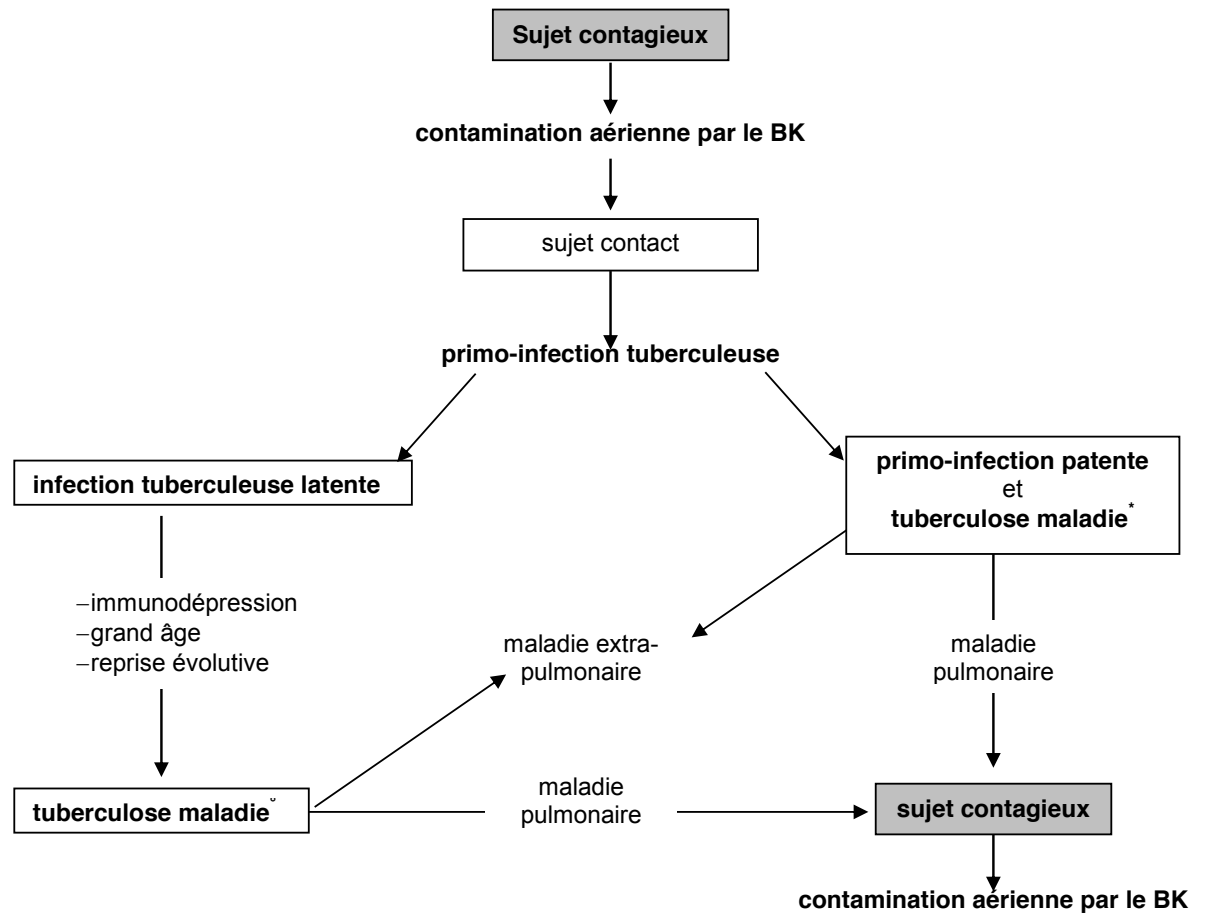 Sujet contagieux
contamination aérienne par le BK
sujet contact
primo-infection tuberculeuse
infection tuberculeuse latente
primo-infection patente
et
tuberculose maladie*
−immunodépression
−grand âge
−reprise évolutive
maladie extra-
pulmonaire
maladie
pulmonaire
tuberculose maladie
maladie
pulmonaire
sujet contagieux
contamination aérienne par le BK